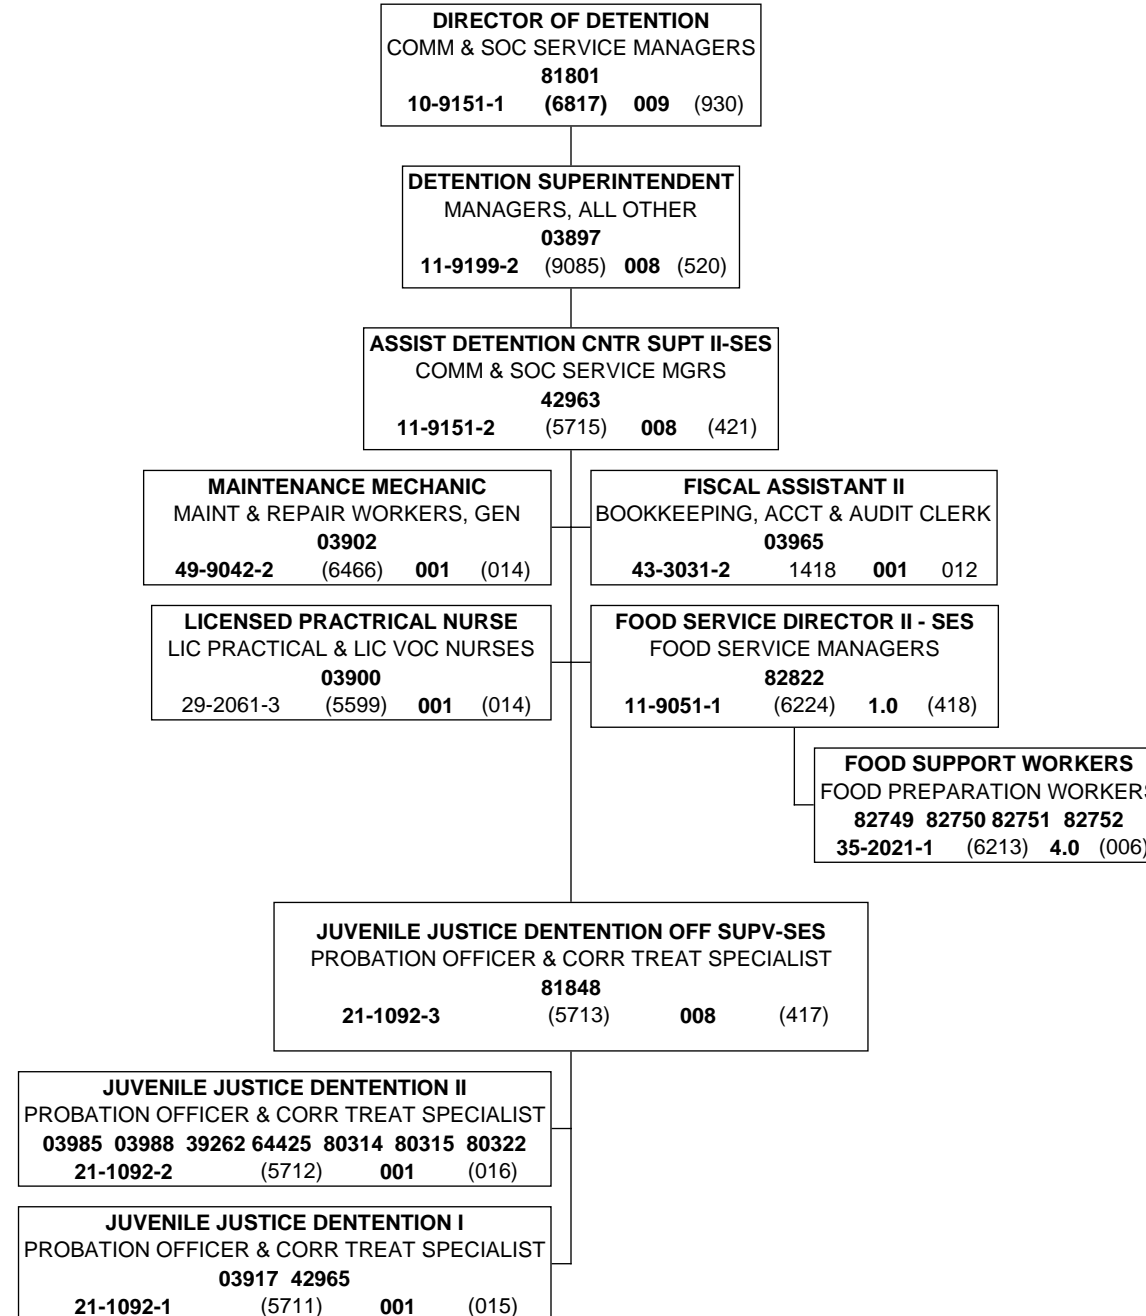 DIRECTOR OF DETENTION
COMM & SOC SERVICE MANAGERS
81801
10-9151-1 (6817) 009 (930)
DETENTION SUPERINTENDENT
MANAGERS, ALL OTHER
03897
11-9199-2 (9085) 008 (520)
ASSIST DETENTION CNTR SUPT II-SES
COMM & SOC SERVICE MGRS
42963
11-9151-2 (5715) 008 (421)
MAINTENANCE MECHANIC
MAINT & REPAIR WORKERS, GEN
03902
49-9042-2 (6466) 001 (014)
FISCAL ASSISTANT II
BOOKKEEPING, ACCT & AUDIT CLERK
03965
43-3031-2 1418 001 012
LICENSED PRACTRICAL NURSE
LIC PRACTICAL & LIC VOC NURSES
03900
29-2061-3 (5599) 001 (014)
FOOD SERVICE DIRECTOR II - SES
FOOD SERVICE MANAGERS
82822
11-9051-1 (6224) 1.0 (418)
FOOD SUPPORT WORKERS
FOOD PREPARATION WORKERS
82749 82750 82751 82752
35-2021-1 (6213) 4.0 (006)
JUVENILE JUSTICE DENTENTION OFF SUPV-SES
PROBATION OFFICER & CORR TREAT SPECIALIST
81848
21-1092-3 (5713) 008 (417)
JUVENILE JUSTICE DENTENTION II
PROBATION OFFICER & CORR TREAT SPECIALIST
03985 03988 39262 64425 80314 80315 80322
21-1092-2 (5712) 001 (016)
JUVENILE JUSTICE DENTENTION I
PROBATION OFFICER & CORR TREAT SPECIALIST
03917 42965
21-1092-1 (5711) 001 (015)